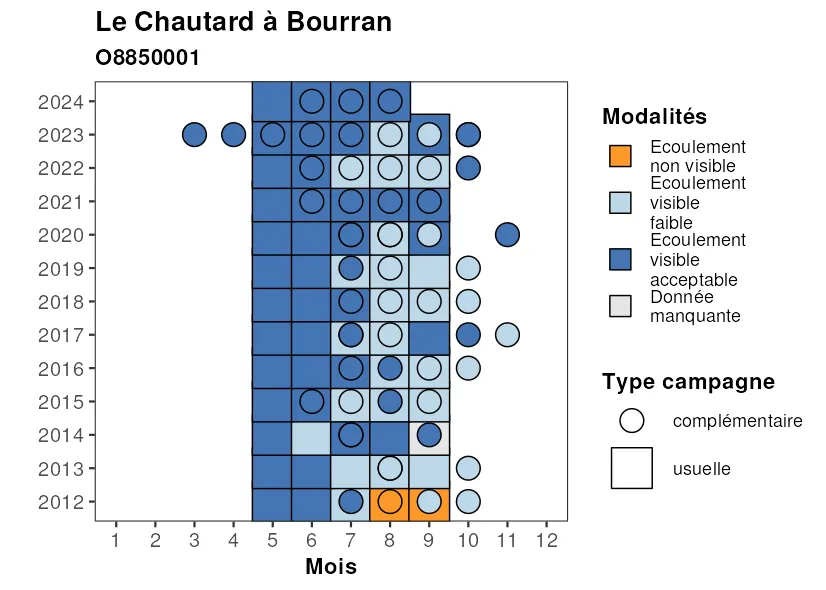 Le Chautard à Bourran
O8850001
2024
2023
2022
2021
2020
2019
2018
2017
2016
2015
2014
2013
2012
1 2 3 4 5 6 7 8 9 10 11 12
Mois
Modalités
Ecoulement
non visible
Ecoulement
visible
faible
Ecoulement
visible
acceptable
Donnée
manquante
Type campagne
complémentaire
usuelle